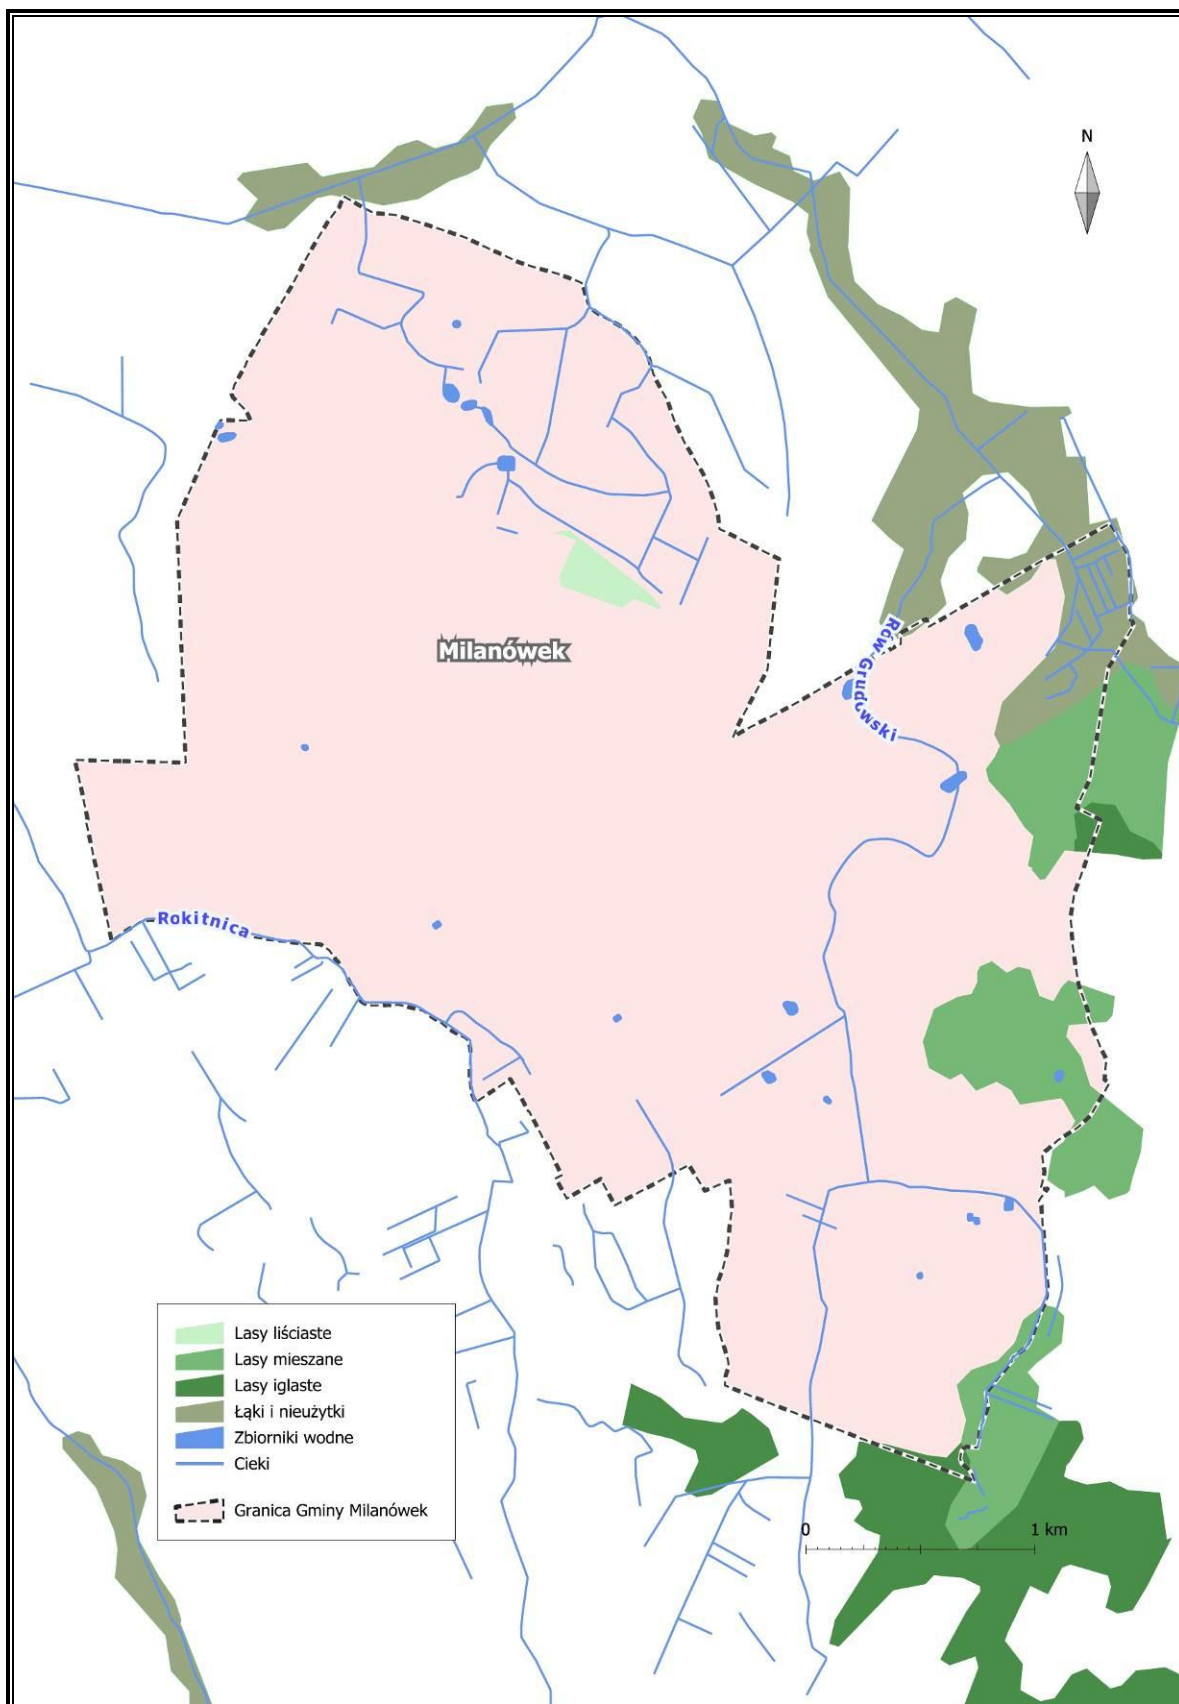 N
Milanówek
Rów Grudowski
Rokitnica
Lasy liściaste
Lasy mieszane
Lasy iglaste
Łąki i nieużytki
Zbiorniki wodne
Cieki
Granica Gminy Milanówek
0 1 km